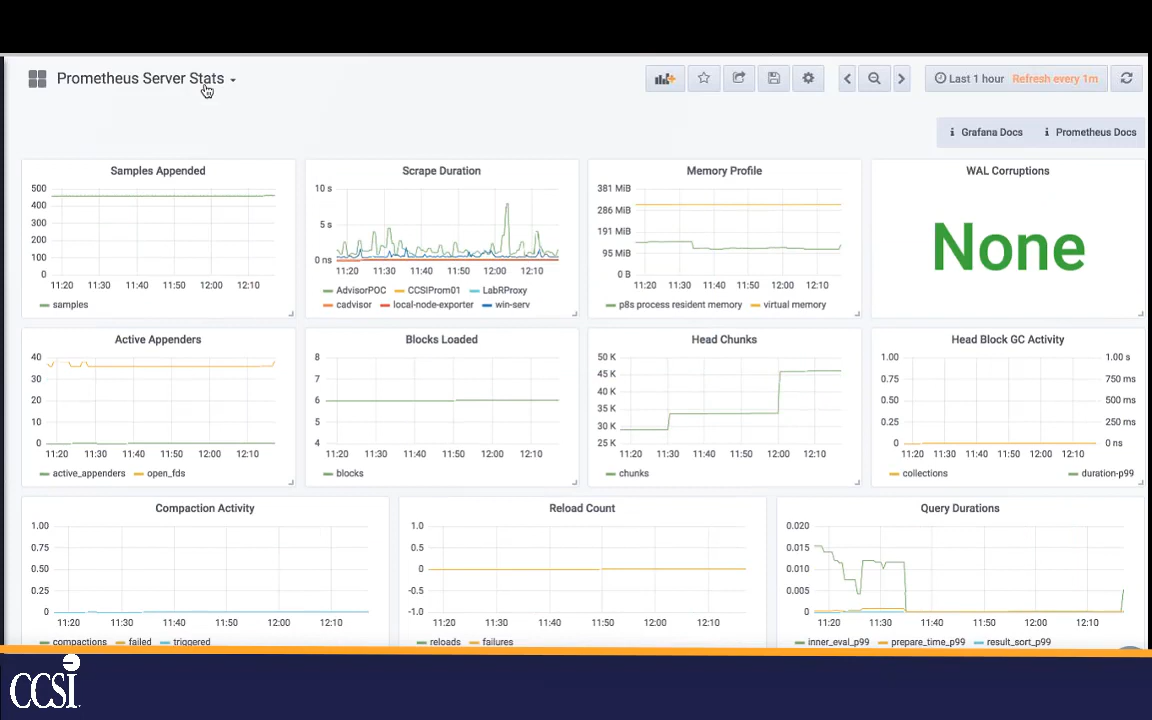 Prometheus Server Stats
Last 1 hour Refresh every 1m
Grafana Docs
Prometheus Docs
Samples Appended
500
400
300
200
100
0
11:20 11:30 11:40 11:50 12:00 12:10
samples
Scrape Duration
10 s
5 s
0 ns
11:20 11:30 11:40 11:50 12:00 12:10
AdvisorPOC CCSIProm01 LabRProxy
cadvisor local-node-exporter win-serv
Memory Profile
381 MiB
286 MiB
191 MiB
95 MiB
0 B
11:20 11:30 11:40 11:50 12:00 12:10
p8s process resident memory virtual memory
WAL Corruptions
None
Active Appenders
40
30
20
10
0
11:20 11:30 11:40 11:50 12:00 12:10
active_appenders open_fds
Blocks Loaded
8
7
6
5
4
11:20 11:30 11:40 11:50 12:00 12:10
blocks
Head Chunks
50 K
45 K
40 K
35 K
30 K
25 K
11:20 11:30 11:40 11:50 12:00 12:10
chunks
Head Block GC Activity
1.00 1.00 s
0.75 750 ms
0.50 500 ms
0.25 250 ms
0 0 ns
11:20 11:30 11:40 11:50 12:00 12:10
collections duration-p99
Compaction Activity
1.00
0.75
0.50
0.25
0
11:20 11:30 11:40 11:50 12:00 12:10
compactions failed triggered
Reload Count
1.0
0.5
0
-0.5
-1.0
11:20 11:30 11:40 11:50 12:00 12:10
reloads failures
Query Durations
0.020
0.015
0.010
0.005
0
11:20 11:30 11:40 11:50 12:00 12:10
inner_eval_p99 prepare_time_p99 result_sort_p99
CCSI